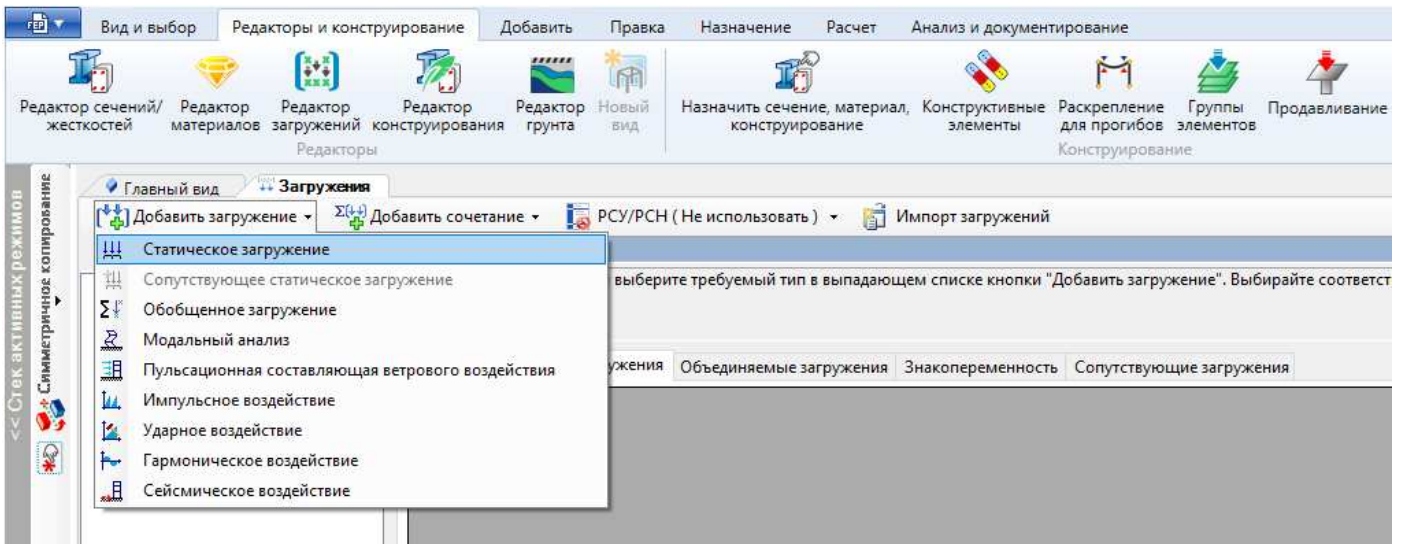 Вид и выбор Редакторы и конструирование Добавить Правка Назначение Расчет Анализ и документирование
Редактор сечений/ Редактор Редактор Редактор Редактор Новый Назначить сечение, материал, Конструктивные Раскрепление Группы Продавливание
жесткостей материалов загружений конструирования грунта вид конструирование элементы для прогибов элементов
Редакторы Конструирование
Главный вид Загружения
Добавить загружение Добавить сочетание РСУ/РСН ( Не использовать ) Импорт загружений
Статическое загружение
Сопутствующее статическое загружение выберите требуемый тип в выпадающем списке кнопки "Добавить загружение". Выбирайте соответст
Обобщенное загружение
Модальный анализ
Пульсационная составляющая ветрового воздействия ужения Объединяемые загружения Знакопеременность Сопутствующие загружения
Импульсное воздействие
Ударное воздействие
Гармоническое воздействие
Сейсмическое воздействие
<< Стек активных режимов
Симметричное копирование